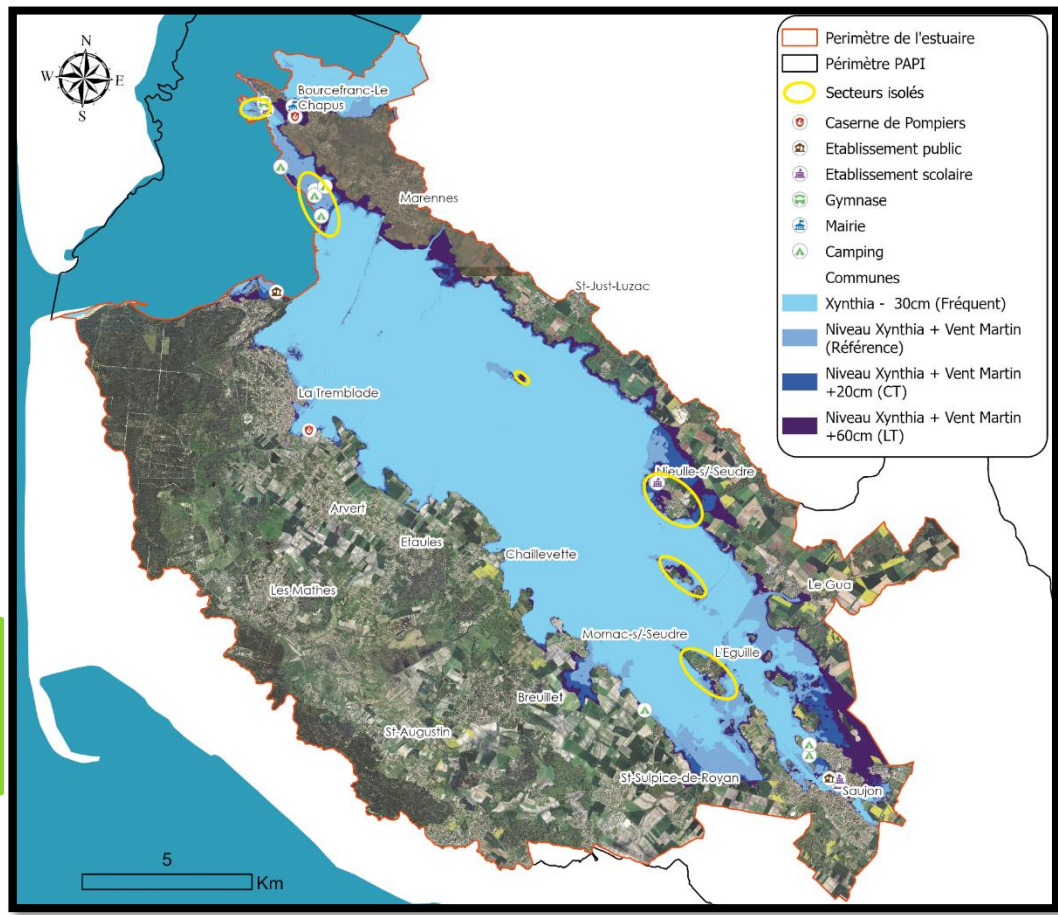 N
W
E
S
Perimètre de l'estuaire
Périmètre PAPI
Secteurs isolés
Caserne de Pompiers
Etablissement public
Etablissement scolaire
Gymnase
Mairie
Camping
Communes
Xynthia - 30cm (Fréquent)
Niveau Xynthia + Vent Martin
(Référence)
Niveau Xynthia + Vent Martin
+20cm (CT)
Niveau Xynthia + Vent Martin
+60cm (LT)
Bourcefranc-Le
Chapus
Marennes
St-Just-Luzac
La Tremblade
Nieulle-s/-Seudre
Arvert
Etaules
Chaillevette
Le Gua
Les Mathes
Mornac-s/-Seudre
L'Eguille
Breuillet
St-Augustin
St-Sulpice-de-Royan
Saujon
5
Km